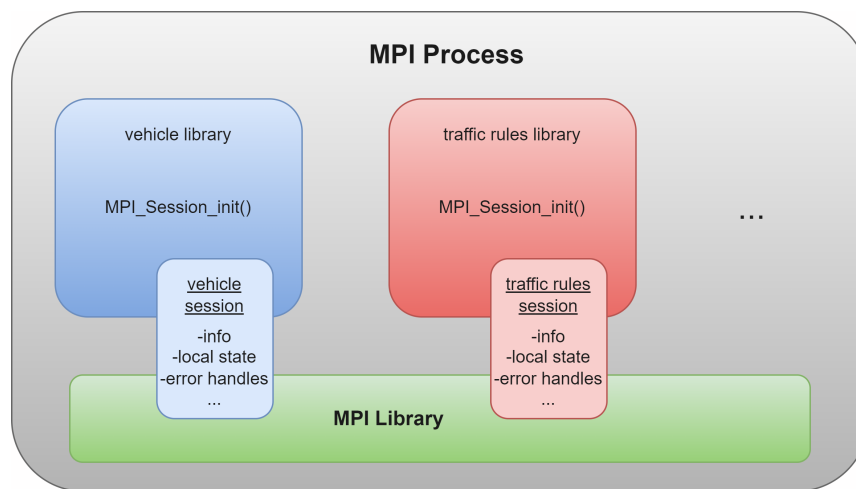 MPI Process
vehicle library
MPI_Session_init()
vehicle
session
-info
-local state
-error handles
...
traffic rules library
MPI_Session_init()
traffic rules
session
-info
-local state
-error handles
...
...
MPI Library